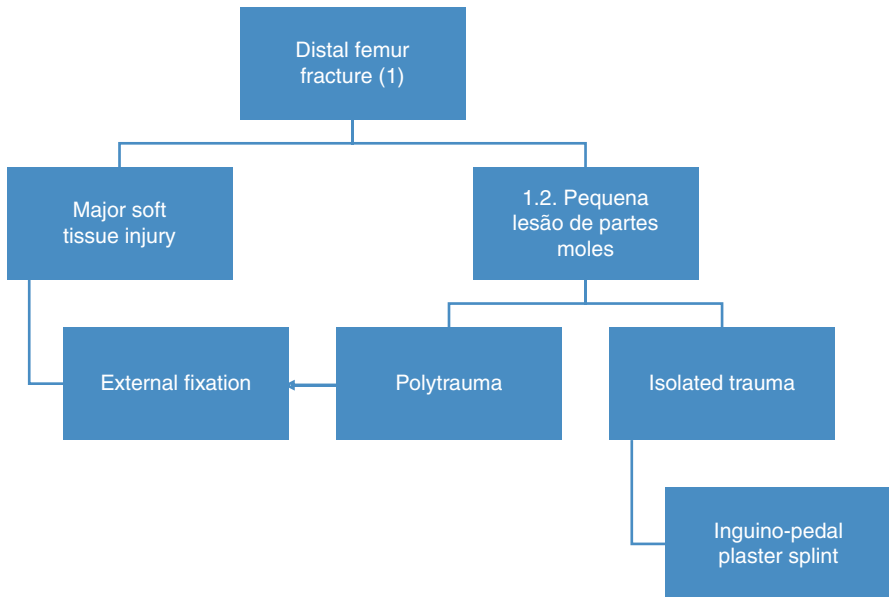 Distal femur
fracture (1)
Major soft
tissue injury
1.2. Pequena
lesão de partes
moles
External fixation
Polytrauma
Isolated trauma
Inguino-pedal
plaster splint